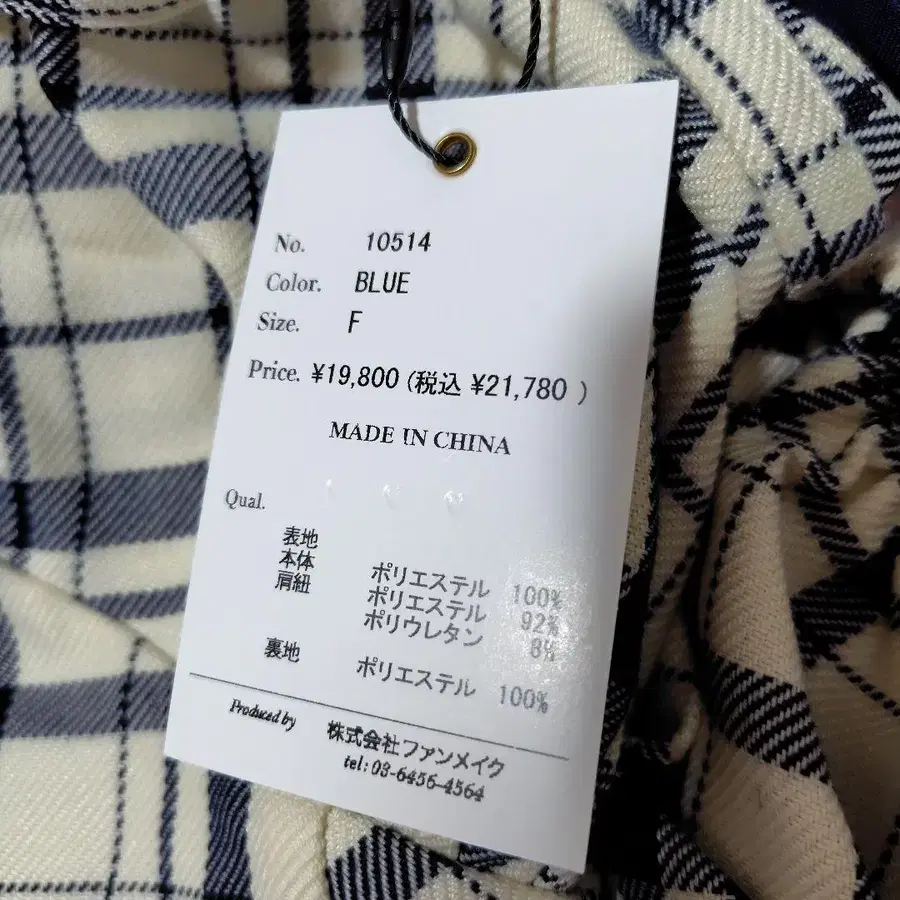 No. 10514
Color. BLUE
Size. F
Price. ¥19,800 (税込 ¥21,780 )
MADE IN CHINA
Qual.
表地
本体 ポリエステル 100%
肩紐 ポリエステル 92%
ポリウレタン 8%
裏地
ポリエステル 100%
Produced by 株式会社ファンメイク
tel: 03-6456-4564